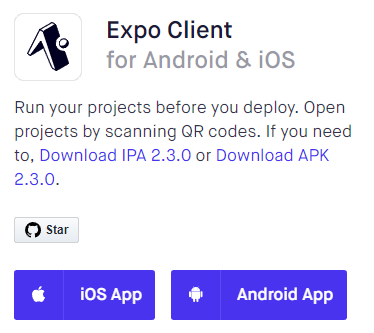 Expo Client
for Android & iOS
Run your projects before you deploy. Open
projects by scanning QR codes. If you need
to, Download IPA 2.3.0 or Download APK
2.3.0.
Star
iOS App
Android App